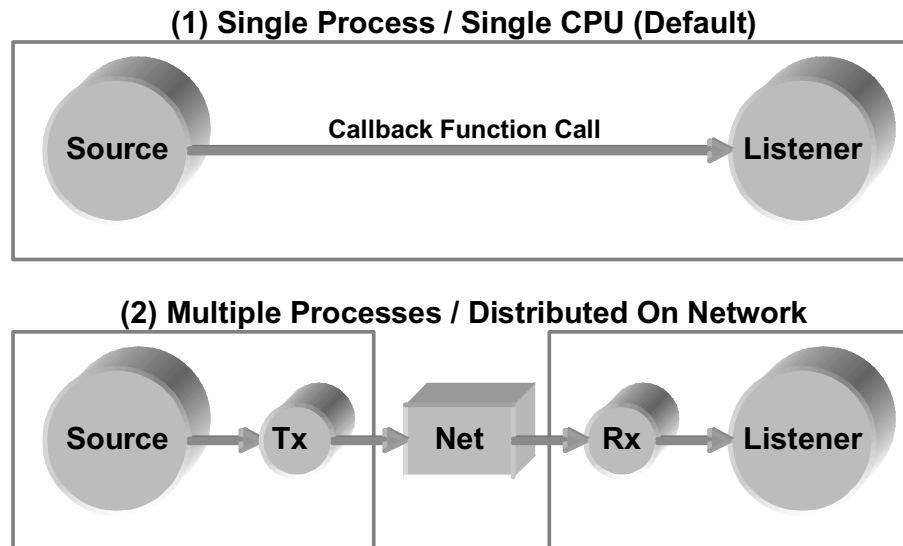 (1) Single Process / Single CPU (Default)
Source
Callback Function Call
Listener
(2) Multiple Processes / Distributed On Network
Source
Tx
Net
Rx
Listener